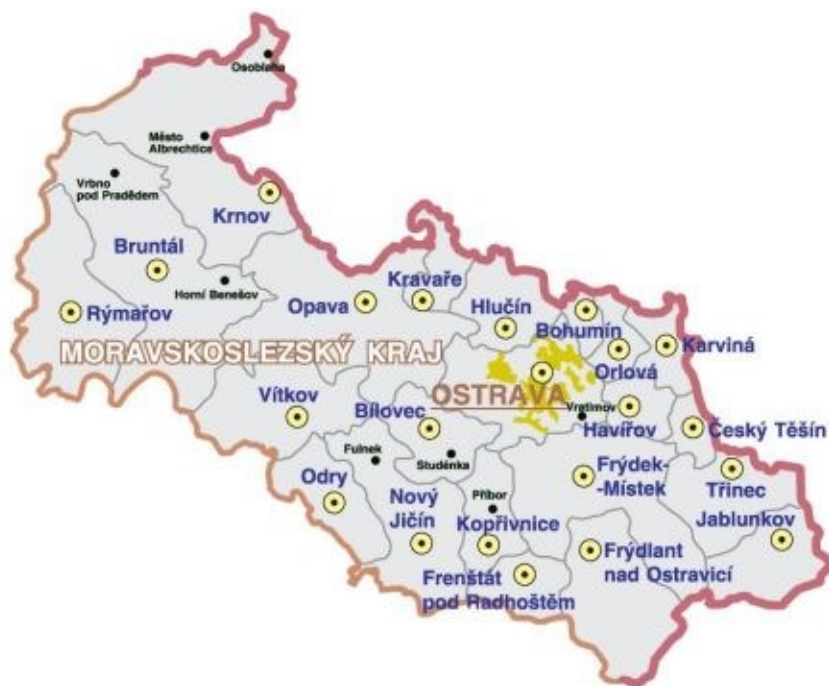 Osoblaha
Město
Albrechtice
Vrbno
pod Pradědem
Krnov
Bruntál
Horní Benešov
Kravaře
Opava
Hlučín
Rýmařov
Bohumín
Karviná
MORAVSKOSLEZSKÝ KRAJ
Orlová
Vítkov
OSTRAVA
Bílovec
Vratimov
Havířov
Český Těšín
Fulnek
Studénka
Odry
Frýdek-
-Místek
Třinec
Nový
Jičín
Příbor
Kopřivnice
Jablunkov
Frýdlant
nad Ostravicí
Frenštát
pod Radhoštěm